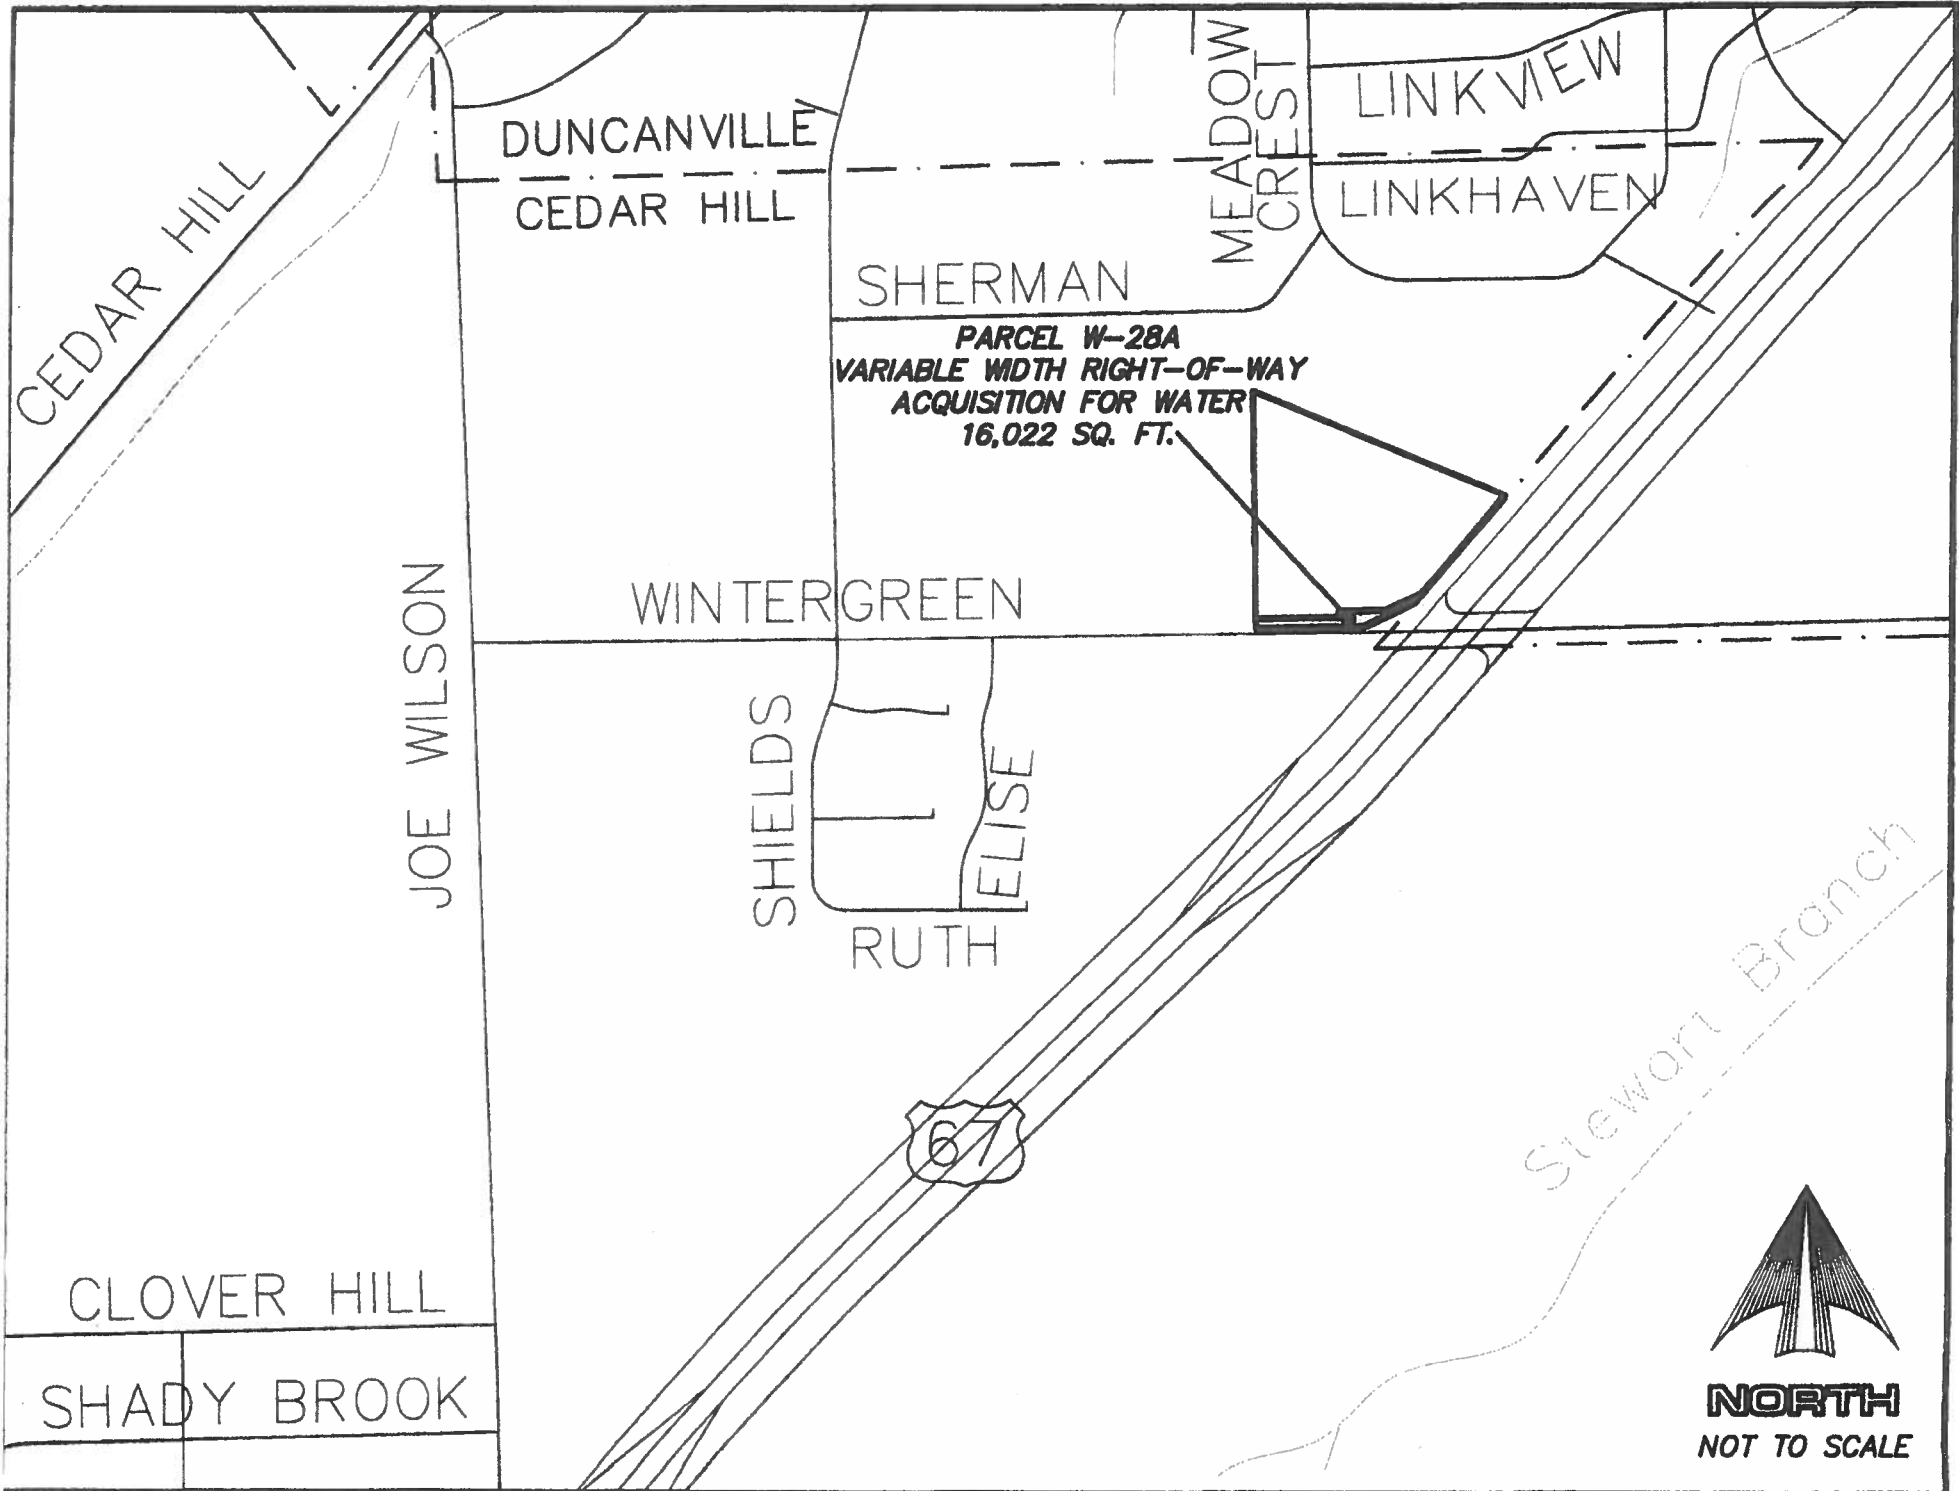 MEADOW
CREST
LINKVIEW
DUNCANVILLE
CEDAR HILL
CEDAR HILL
LINKHAVEN
SHERMAN
PARCEL W-28A
VARIABLE WIDTH RIGHT-OF-WAY
ACQUISITION FOR WATER
16,022 SQ. FT.
WINTERGREEN
JOE WILSON
SHIELDS
ELISE
RUTH
Stewart Branch
67
CLOVER HILL
SHADY BROOK
NORTH
NOT TO SCALE